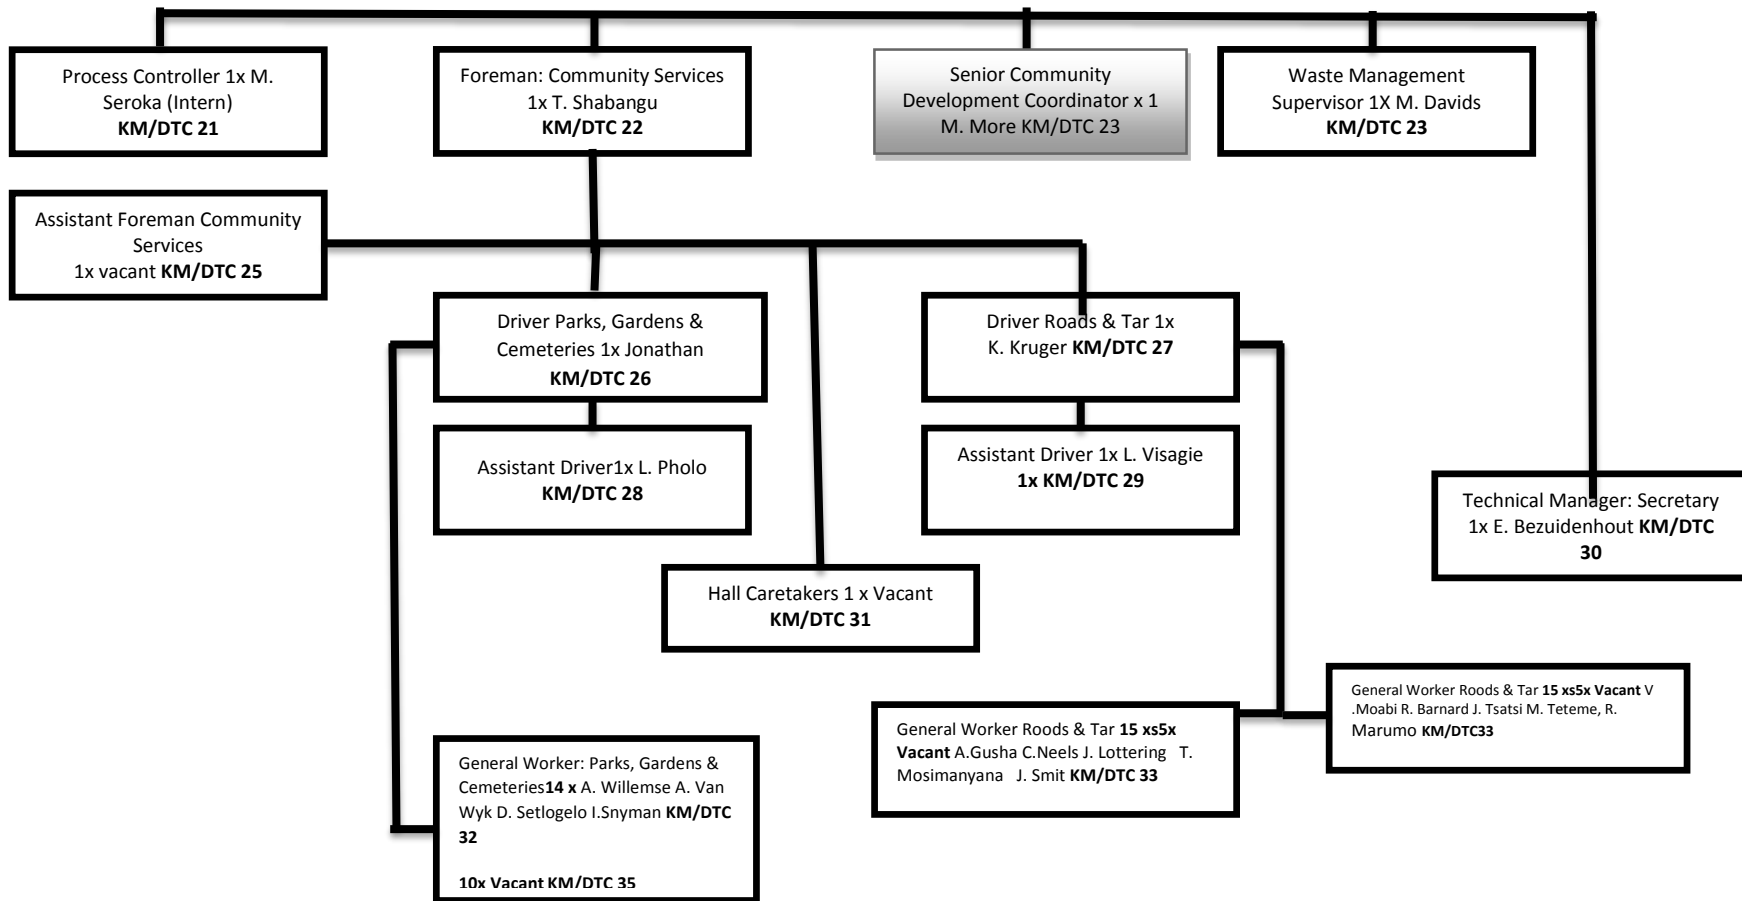 Process Controller 1x M.
Seroka (Intern)
KM/DTC 21
Foreman: Community Services
1x T. Shabangu
KM/DTC 22
Senior Community
Development Coordinator x 1
M. More KM/DTC 23
Waste Management
Supervisor 1X M. Davids
KM/DTC 23
Assistant Foreman Community
Services
1x vacant KM/DTC 25
Driver Parks, Gardens &
Cemeteries 1x Jonathan
KM/DTC 26
Driver Roads & Tar 1x
K. Kruger KM/DTC 27
Assistant Driver1x L. Pholo
KM/DTC 28
Assistant Driver 1x L. Visagie
1x KM/DTC 29
Technical Manager: Secretary
1x E. Bezuidenhout KM/DTC
30
Hall Caretakers 1 x Vacant
KM/DTC 31
General Worker Roods & Tar 15 xs5x Vacant V
.Moabi R. Barnard J. Tsatsi M. Teteme, R.
Marumo KM/DTC33
General Worker Roods & Tar 15 xs5x
Vacant A.Gusha C.Neels J. Lottering T.
Mosimanyana J. Smit KM/DTC 33
General Worker: Parks, Gardens &
Cemeteries14 x A. Willemse A. Van
Wyk D. Setlogelo I.Snyman KM/DTC
32
10x Vacant KM/DTC 35